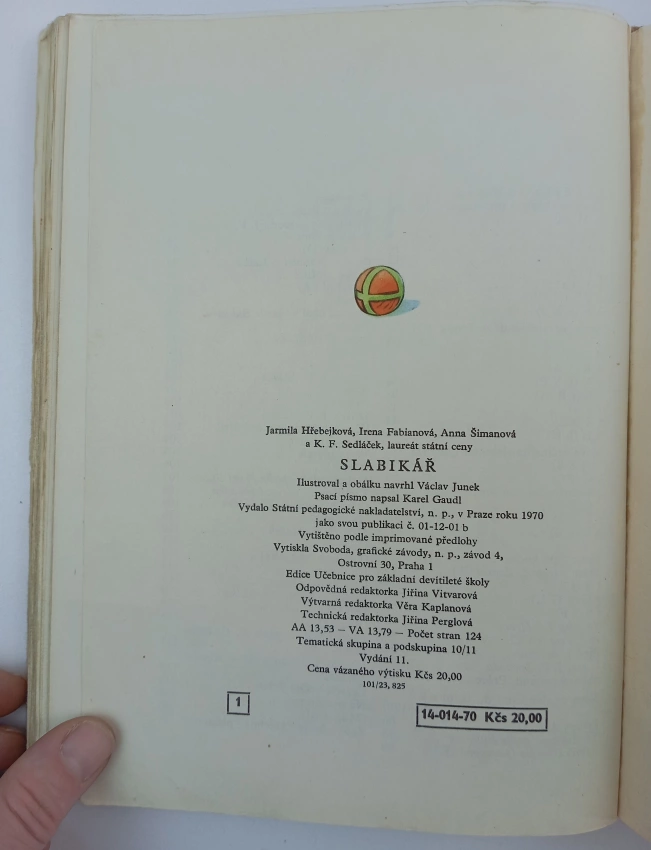 Jarmila Hřebejková, Irena Fabianová, Anna Šimanová
a K. F. Sedláček, laureát státní ceny
SLABIKÁŘ
Ilustroval a obálku navrhl Václav Junek
Psací písmo napsal Karel Gaudl
Vydalo Státní pedagogické nakladatelství, n. p., v Praze roku 1970
jako svou publikaci č. 01-12-01 b
Vytištěno podle imprimované předlohy
Vytiskla Svoboda, grafické závody, n. p., závod 4,
Ostrovní 30, Praha 1
Edice Učebnice pro základní devítileté školy
Odpovědná redaktorka Jiřina Vitvarová
Výtvarná redaktorka Věra Kaplanová
Technická redaktorka Jiřina Perglová
AA 13,53 — VA 13,79 — Počet stran 124
Tematická skupina a podskupina 10/11
Vydání 11.
Cena vázaného výtisku Kčs 20,00
101/23, 825
1
14-014-70 Kčs 20,00